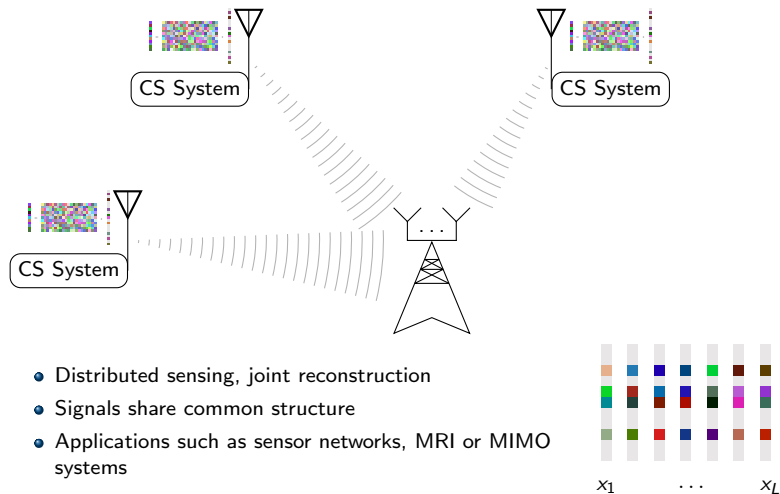 CS System
CS System
CS System
. . .
Distributed sensing, joint reconstruction
Signals share common structure
Applications such as sensor networks, MRI or MIMO
systems
x₁ . . . x_L